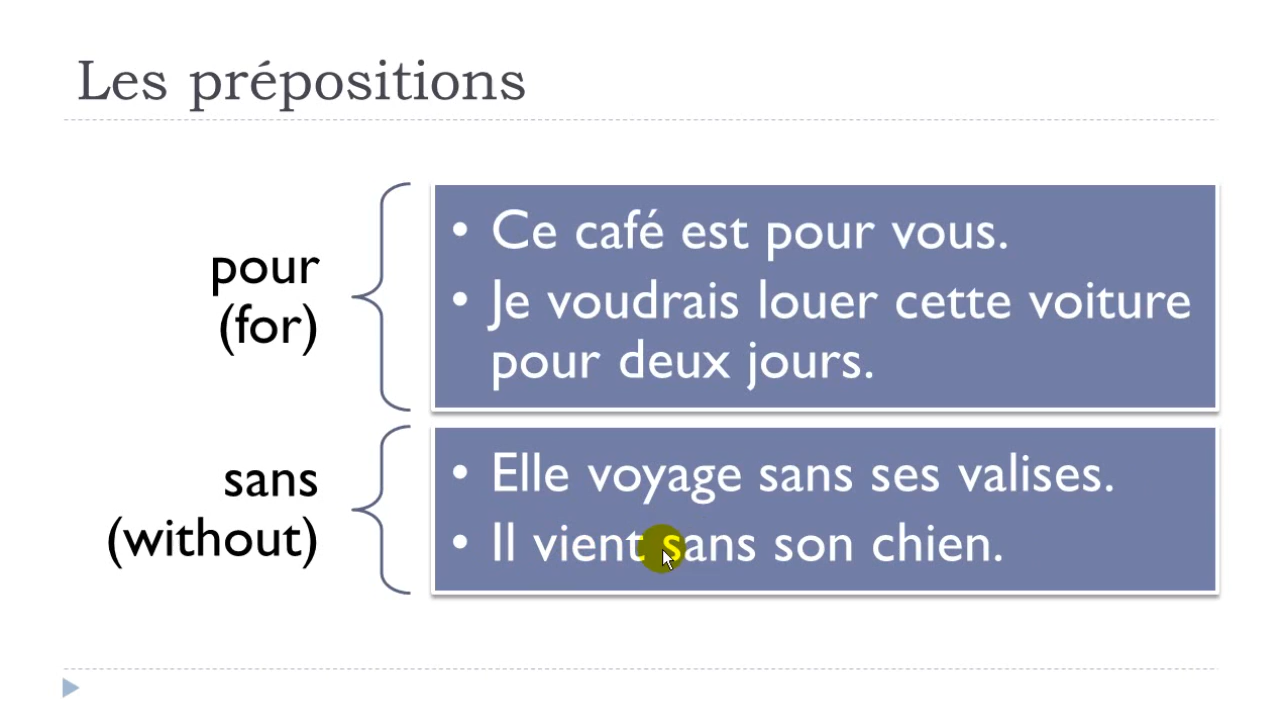 Les prépositions
pour
(for)
• Ce café est pour vous.
• Je voudrais louer cette voiture
pour deux jours.
sans
(without)
• Elle voyage sans ses valises.
• Il vient sans son chien.